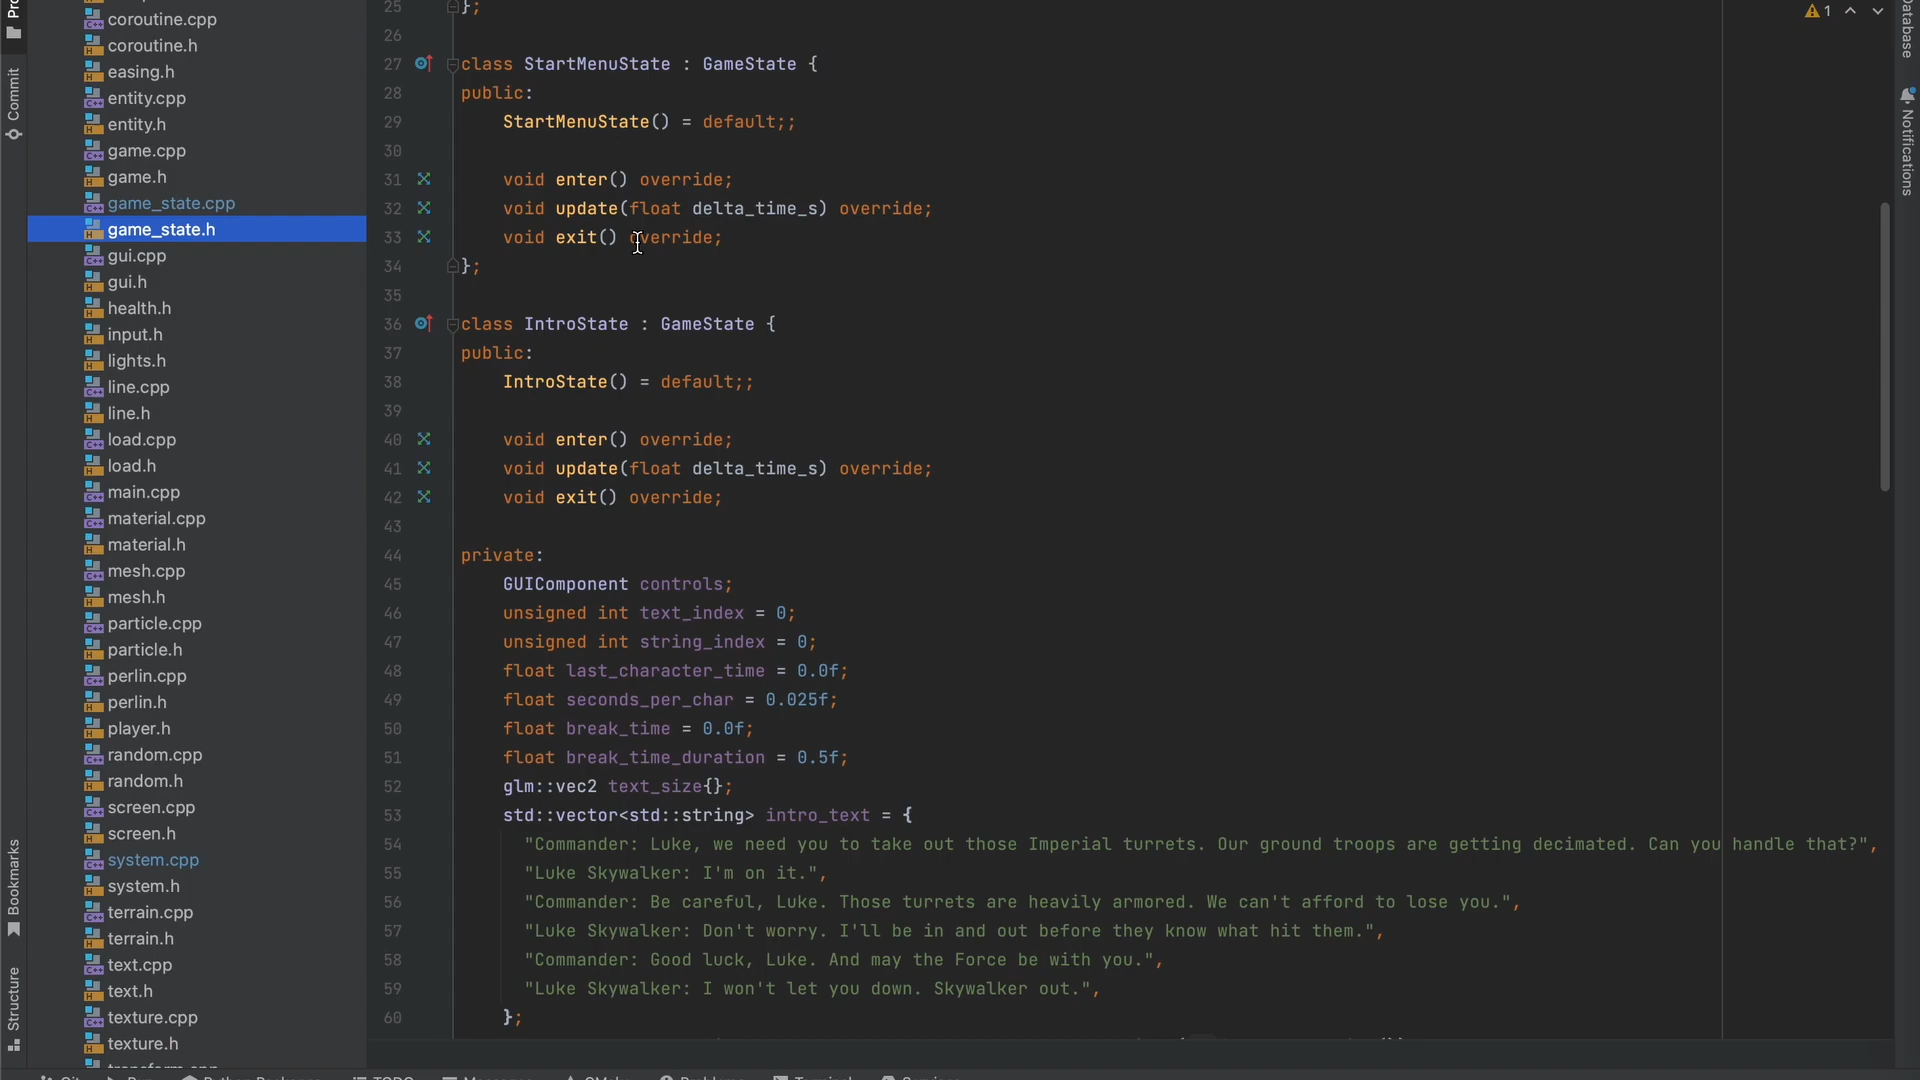 Commit
Bookmarks
Structure
coroutine.cpp
coroutine.h
easing.h
entity.cpp
entity.h
game.cpp
game.h
game_state.cpp
game_state.h
gui.cpp
gui.h
health.h
input.h
lights.h
line.cpp
line.h
load.cpp
load.h
main.cpp
material.cpp
material.h
mesh.cpp
mesh.h
particle.cpp
particle.h
perlin.cpp
perlin.h
player.h
random.cpp
random.h
screen.cpp
screen.h
system.cpp
system.h
terrain.cpp
terrain.h
text.cpp
text.h
texture.cpp
texture.h
25 };
26
27 class StartMenuState : GameState {
28 public:
29 StartMenuState() = default;;
30
31 void enter() override;
32 void update(float delta_time_s) override;
33 void exit() override;
34 };
35
36 class IntroState : GameState {
37 public:
38 IntroState() = default;;
39
40 void enter() override;
41 void update(float delta_time_s) override;
42 void exit() override;
43
44 private:
45 GUIComponent controls;
46 unsigned int text_index = 0;
47 unsigned int string_index = 0;
48 float last_character_time = 0.0f;
49 float seconds_per_char = 0.025f;
50 float break_time = 0.0f;
51 float break_time_duration = 0.5f;
52 glm::vec2 text_size{};
53 std::vector<std::string> intro_text = {
54 "Commander: Luke, we need you to take out those Imperial turrets. Our ground troops are getting decimated. Can you handle that?",
55 "Luke Skywalker: I'm on it.",
56 "Commander: Be careful, Luke. Those turrets are heavily armored. We can't afford to lose you.",
57 "Luke Skywalker: Don't worry. I'll be in and out before they know what hit them.",
58 "Commander: Good luck, Luke. And may the Force be with you.",
59 "Luke Skywalker: I won't let you down. Skywalker out.",
60 };
1
Database
Notifications